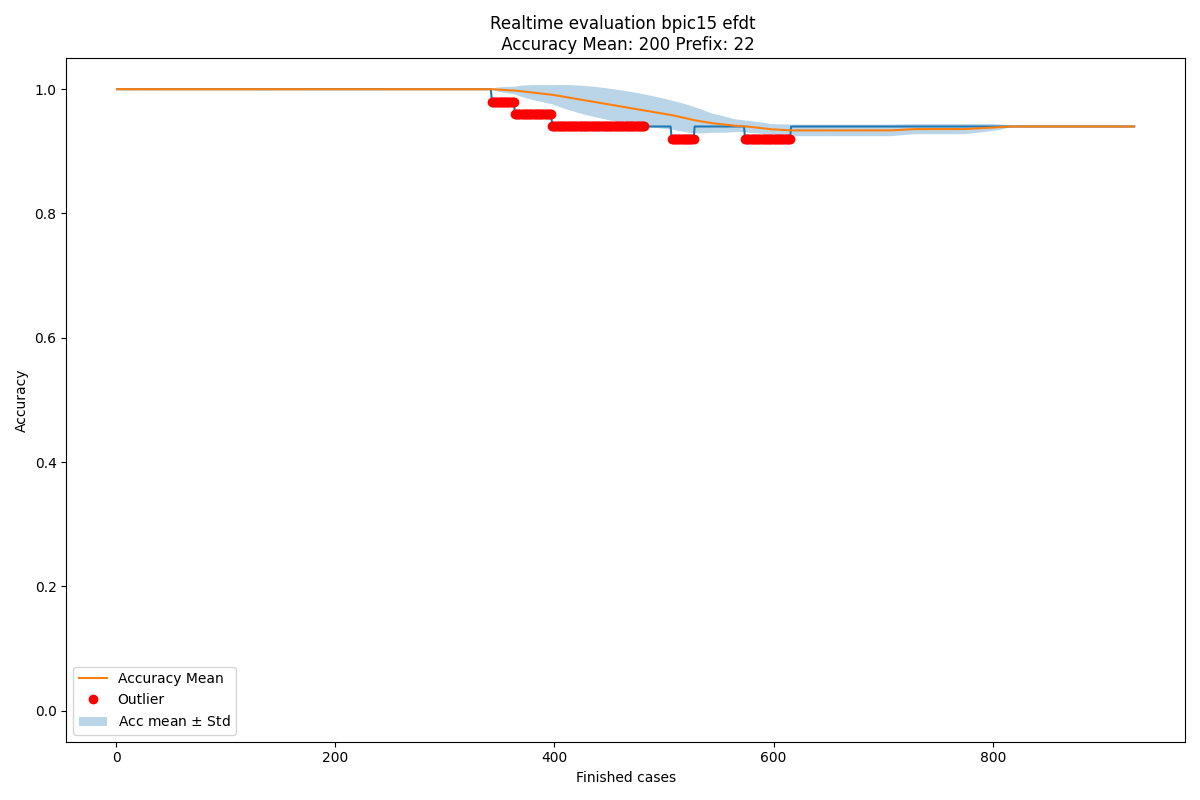 Realtime evaluation bpic15 efdt
Accuracy Mean: 200 Prefix: 22
Accuracy
1.0
0.8
0.6
0.4
0.2
0.0
Accuracy Mean
Outlier
Acc mean ± Std
0 200 400 600 800
Finished cases